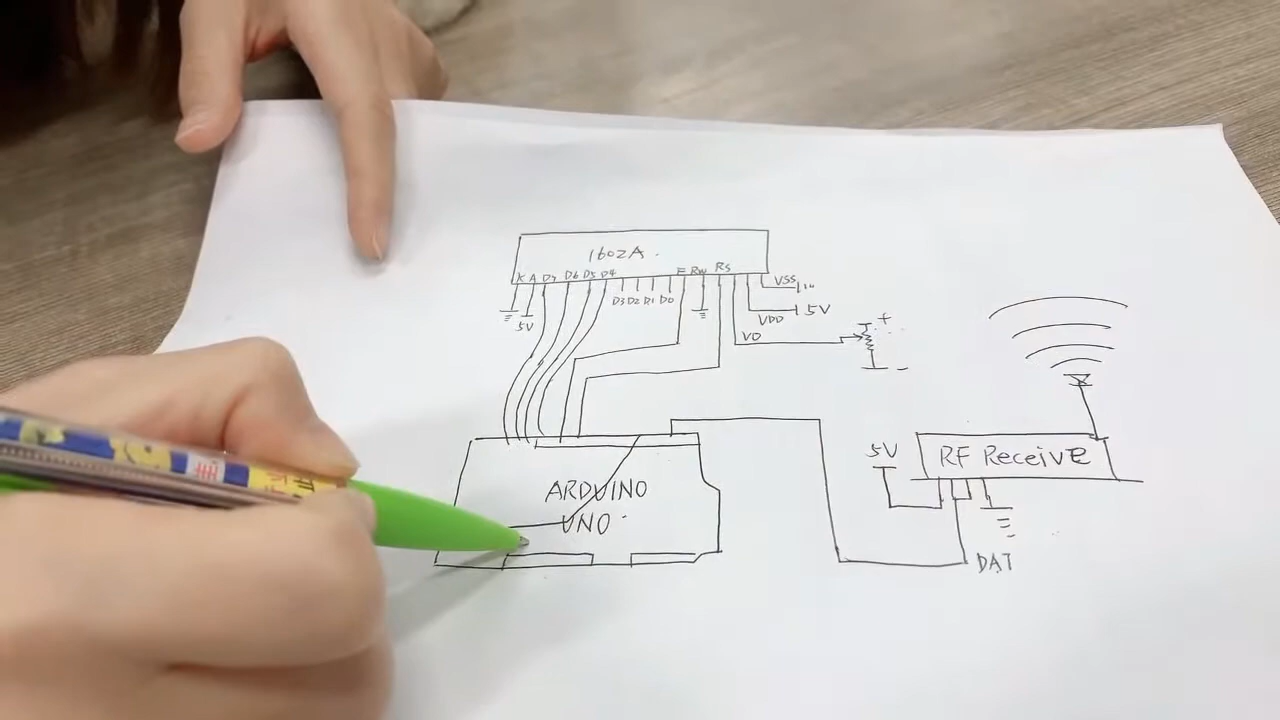 1602A.
K A D7 D6 D5 D4 E RW RS
D3 D2 D1 D0
VSS
5V
VDD
5V
VO
+
-
5V
RF Receive
ARDUINO
UNO.
DAT